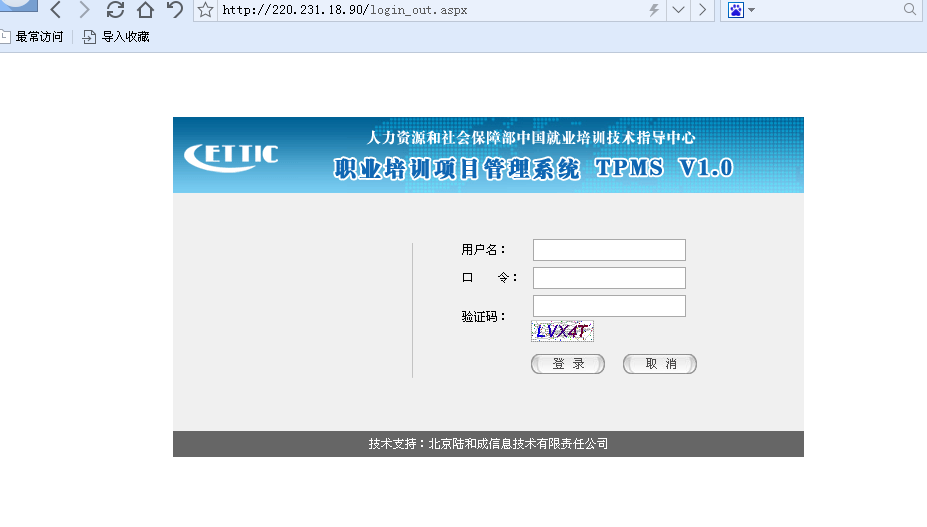 http://220.231.18.90/login_out.aspx
最常访问 导入收藏
CETTIC
人力资源和社会保障部中国就业培训技术指导中心
职业培训项目管理系统 TPMS V1.0
用户名：
口 令：
验证码：
LVX4T
登 录 取 消
技术支持：北京陆和成信息技术有限责任公司